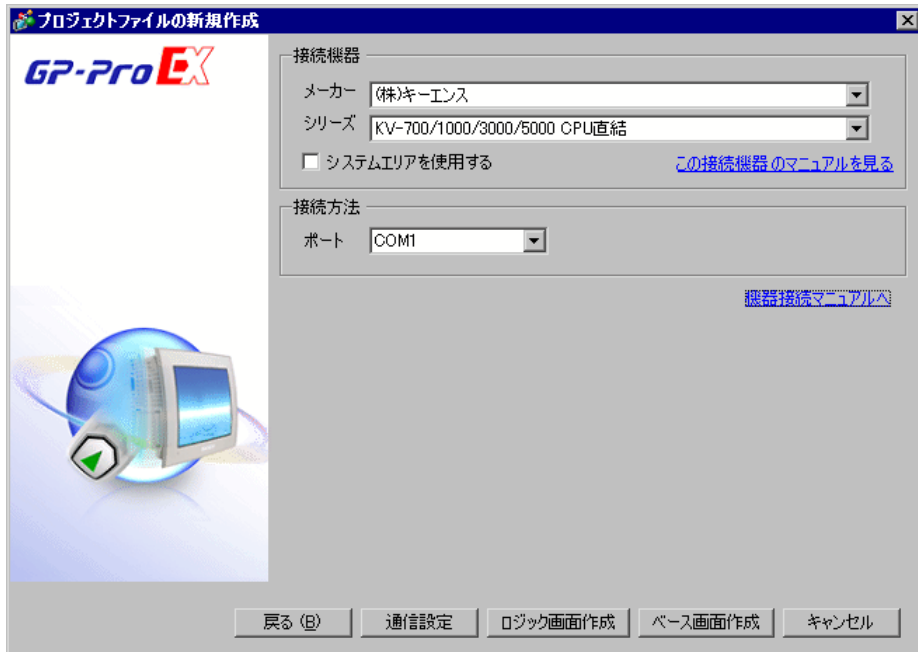 プロジェクトファイルの新規作成
GP-Pro EX
接続機器
メーカー (株)キーエンス
シリーズ KV-700/1000/3000/5000 CPU直結
システムエリアを使用する この接続機器のマニュアルを見る
接続方法
ポート COM1
機器接続マニュアルへ
戻る (B) 通信設定 ロジック画面作成 ベース画面作成 キャンセル